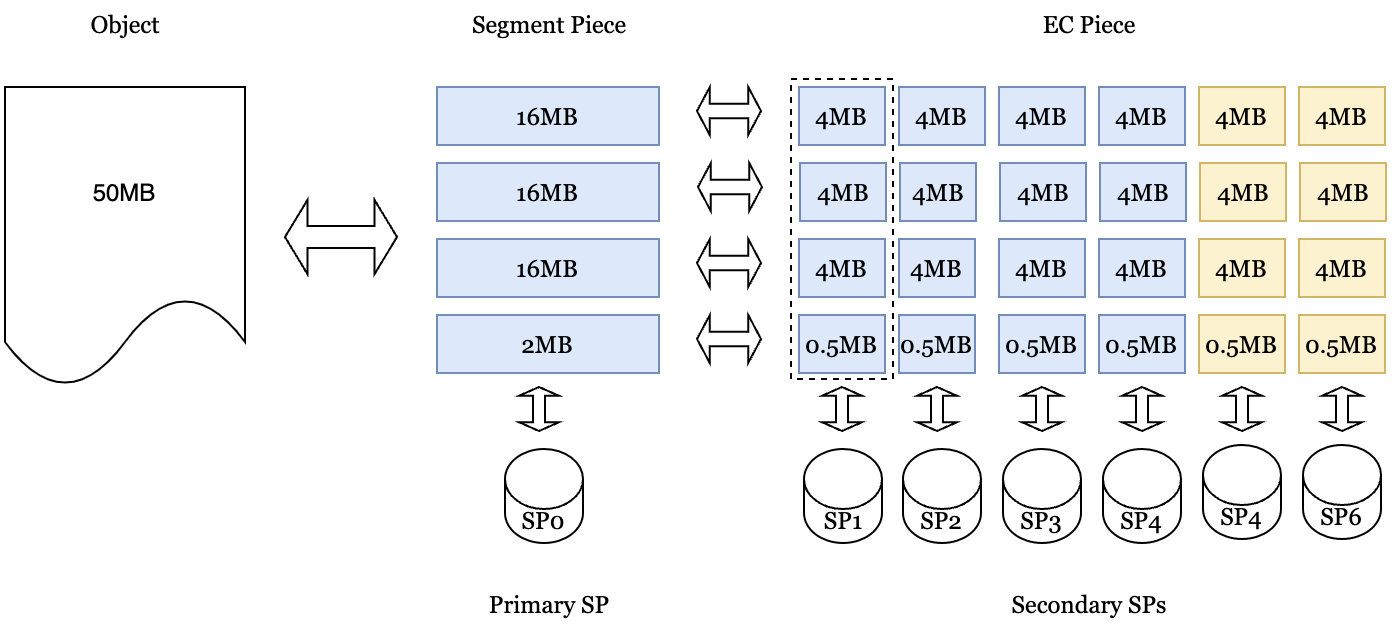 Object Segment Piece EC Piece
16MB 4MB 4MB 4MB 4MB 4MB 4MB
50MB 16MB 4MB 4MB 4MB 4MB 4MB 4MB
16MB 4MB 4MB 4MB 4MB 4MB 4MB
2MB 0.5MB 0.5MB 0.5MB 0.5MB 0.5MB 0.5MB
SP0 SP1 SP2 SP3 SP4 SP4 SP6
Primary SP Secondary SPs